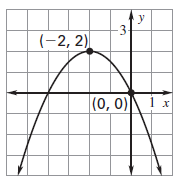 y
3
(−2, 2)
(0, 0)
1 x